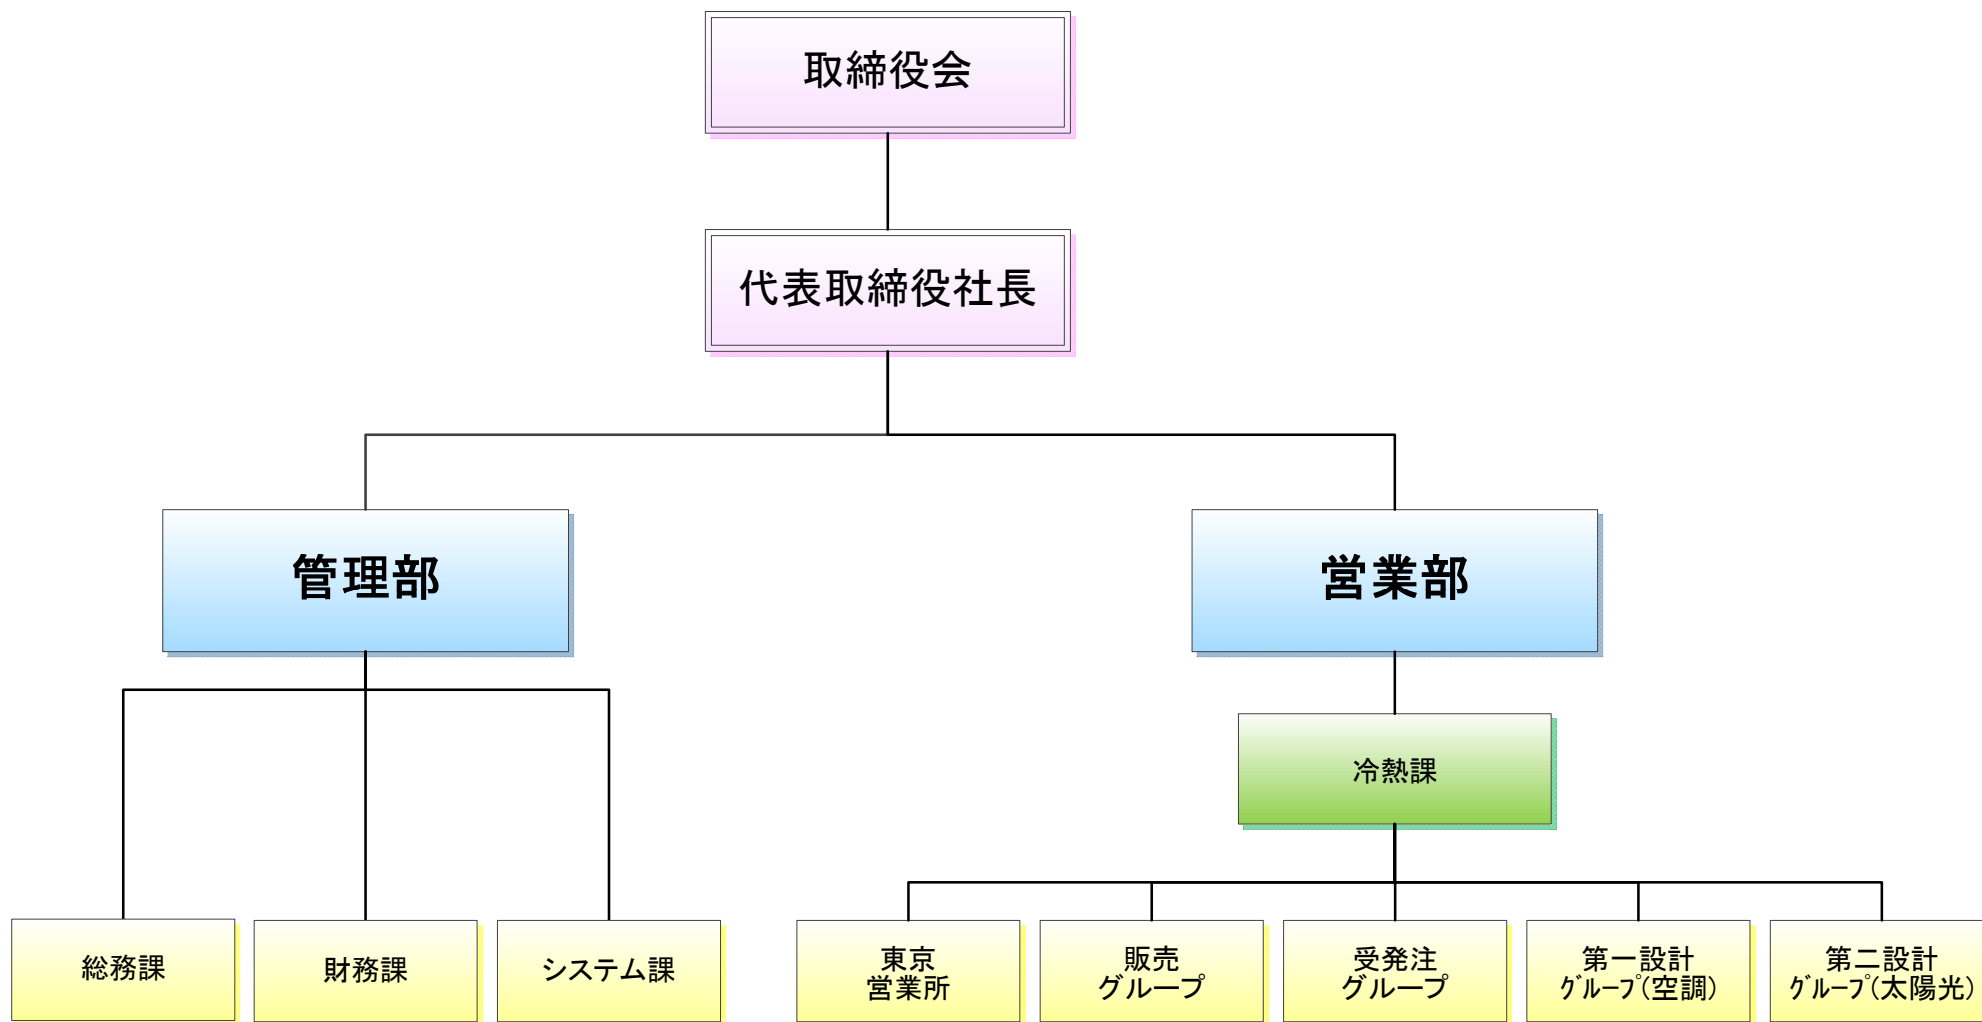 取締役会
代表取締役社長
管理部
営業部
冷熱課
総務課
財務課
システム課
東京
営業所
販売
グループ
受発注
グループ
第一設計
ｸﾞﾙｰﾌﾟ(空調)
第二設計
ｸﾞﾙｰﾌﾟ(太陽光)